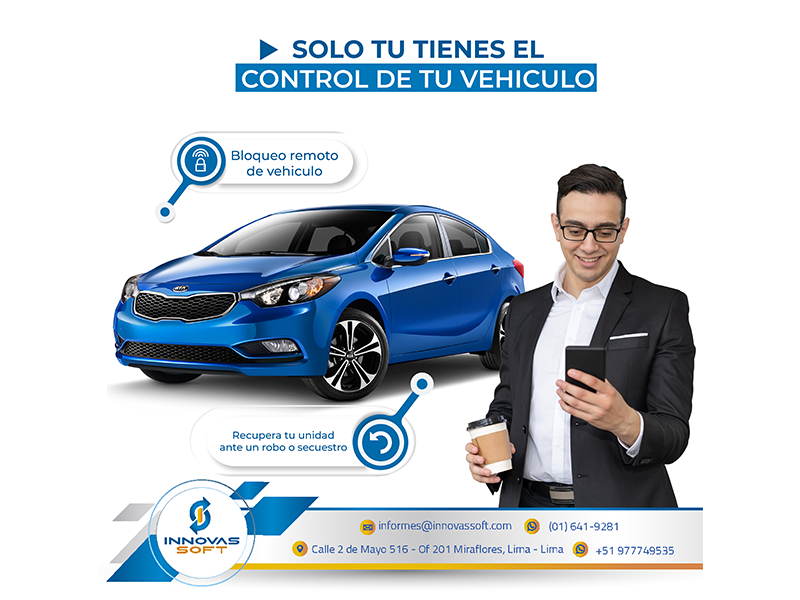 SOLO TU TIENES EL
CONTROL DE TU VEHICULO
Bloqueo remoto
de vehiculo
KIA
Recupera tu unidad
ante un robo o secuestro
INNOVAS
SOFT
informes@innovassoft.com
(01) 641-9281
Calle 2 de Mayo 516 - Of 201 Miraflores, Lima - Lima
+51 977749535